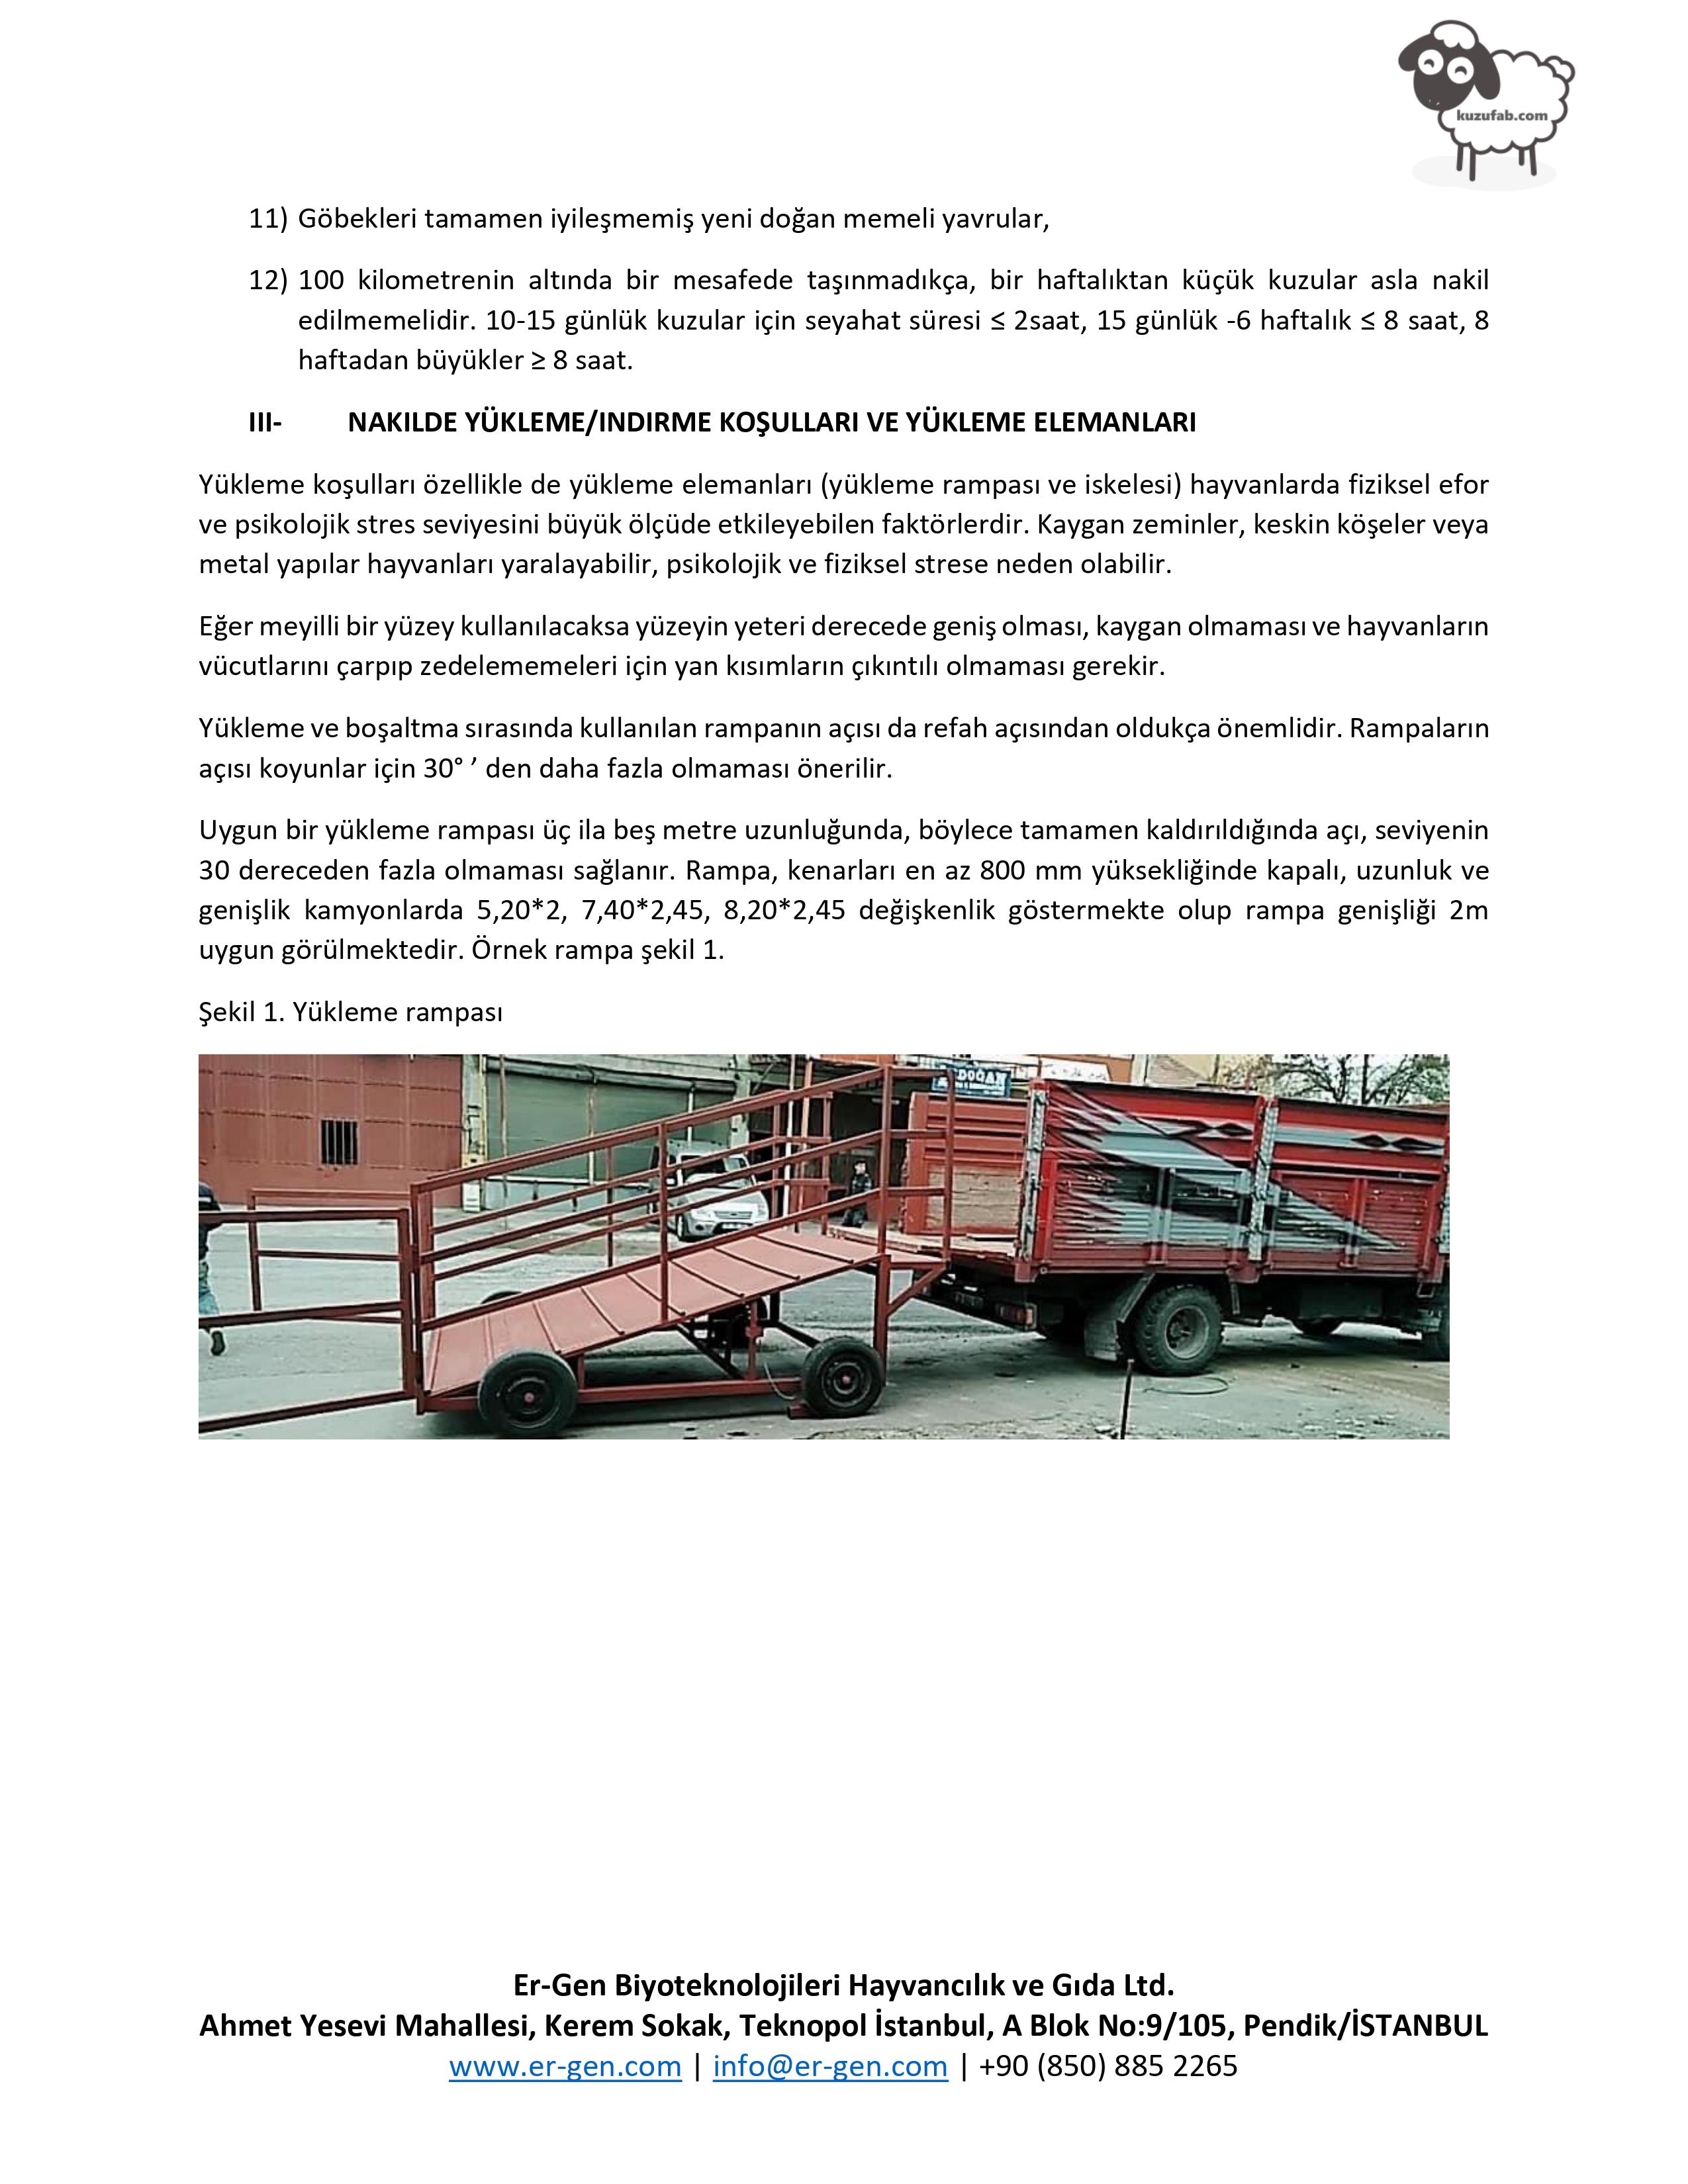 kuzufab.com
11) Göbekleri tamamen iyileşmemiş yeni doğan memeli yavrular,
12) 100 kilometrenin altında bir mesafede taşınmadıkça, bir haftalıktan küçük kuzular asla nakil
edilmemelidir. 10-15 günlük kuzular için seyahat süresi ≤ 2saat, 15 günlük -6 haftalık ≤ 8 saat, 8
haftadan büyükler ≥ 8 saat.
III- NAKILDE YÜKLEME/INDIRME KOŞULLARI VE YÜKLEME ELEMANLARI
Yükleme koşulları özellikle de yükleme elemanları (yükleme rampası ve iskelesi) hayvanlarda fiziksel efor
ve psikolojik stres seviyesini büyük ölçüde etkileyebilen faktörlerdir. Kaygan zeminler, keskin köşeler veya
metal yapılar hayvanları yaralayabilir, psikolojik ve fiziksel strese neden olabilir.
Eğer meyilli bir yüzey kullanılacaksa yüzeyin yeteri derecede geniş olması, kaygan olmaması ve hayvanların
vücutlarını çarpıp zedelememeleri için yan kısımların çıkıntılı olmaması gerekir.
Yükleme ve boşaltma sırasında kullanılan rampanın açısı da refah açısından oldukça önemlidir. Rampaların
açısı koyunlar için 30° ’ den daha fazla olmaması önerilir.
Uygun bir yükleme rampası üç ila beş metre uzunluğunda, böylece tamamen kaldırıldığında açı, seviyenin
30 dereceden fazla olmaması sağlanır. Rampa, kenarları en az 800 mm yüksekliğinde kapalı, uzunluk ve
genişlik kamyonlarda 5,20*2, 7,40*2,45, 8,20*2,45 değişkenlik göstermekte olup rampa genişliği 2m
uygun görülmektedir. Örnek rampa şekil 1.
Şekil 1. Yükleme rampası
DOĞAN
Er-Gen Biyoteknolojileri Hayvancılık ve Gıda Ltd.
Ahmet Yesevi Mahallesi, Kerem Sokak, Teknopol İstanbul, A Blok No:9/105, Pendik/İSTANBUL
www.er-gen.com | info@er-gen.com | +90 (850) 885 2265